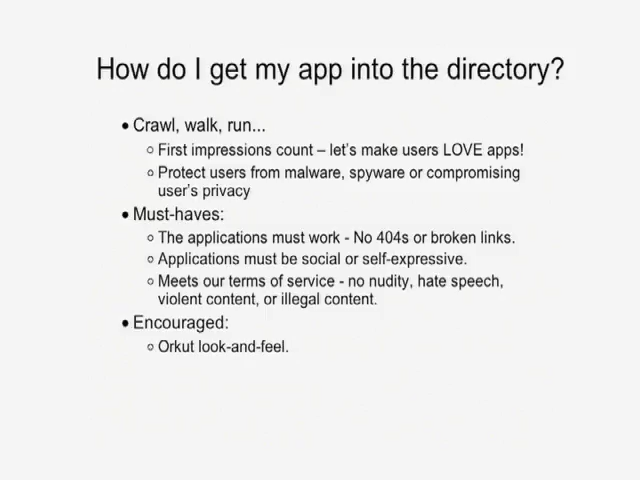 How do I get my app into the directory?
• Crawl, walk, run...
○ First impressions count – let's make users LOVE apps!
○ Protect users from malware, spyware or compromising
user's privacy
• Must-haves:
○ The applications must work - No 404s or broken links.
○ Applications must be social or self-expressive.
○ Meets our terms of service - no nudity, hate speech,
violent content, or illegal content.
• Encouraged:
○ Orkut look-and-feel.